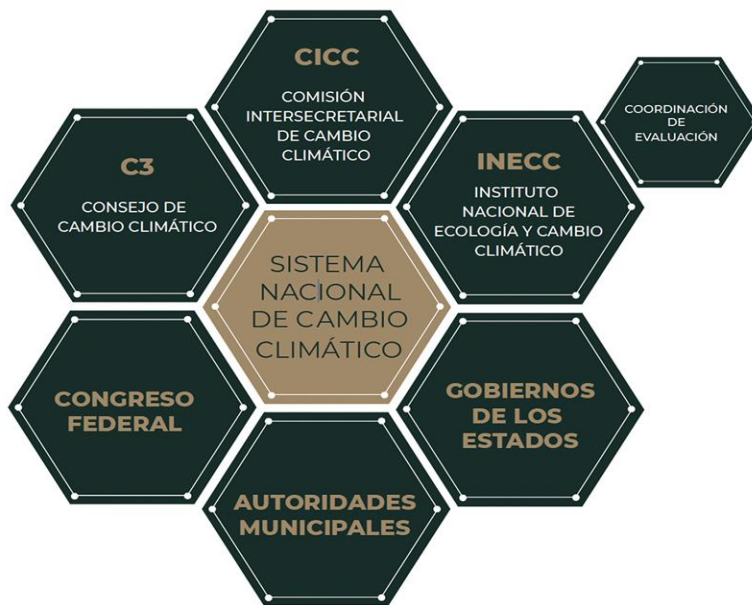 CICC
COMISIÓN
INTERSECRETARIAL
DE CAMBIO
CLIMÁTICO
COORDINACIÓN
DE
EVALUACIÓN
C3
CONSEJO DE
CAMBIO CLIMÁTICO
INECC
INSTITUTO
NACIONAL DE
ECOLOGÍA Y CAMBIO
CLIMÁTICO
SISTEMA
NACIONAL
DE CAMBIO
CLIMÁTICO
CONGRESO
FEDERAL
GOBIERNOS
DE LOS
ESTADOS
AUTORIDADES
MUNICIPALES